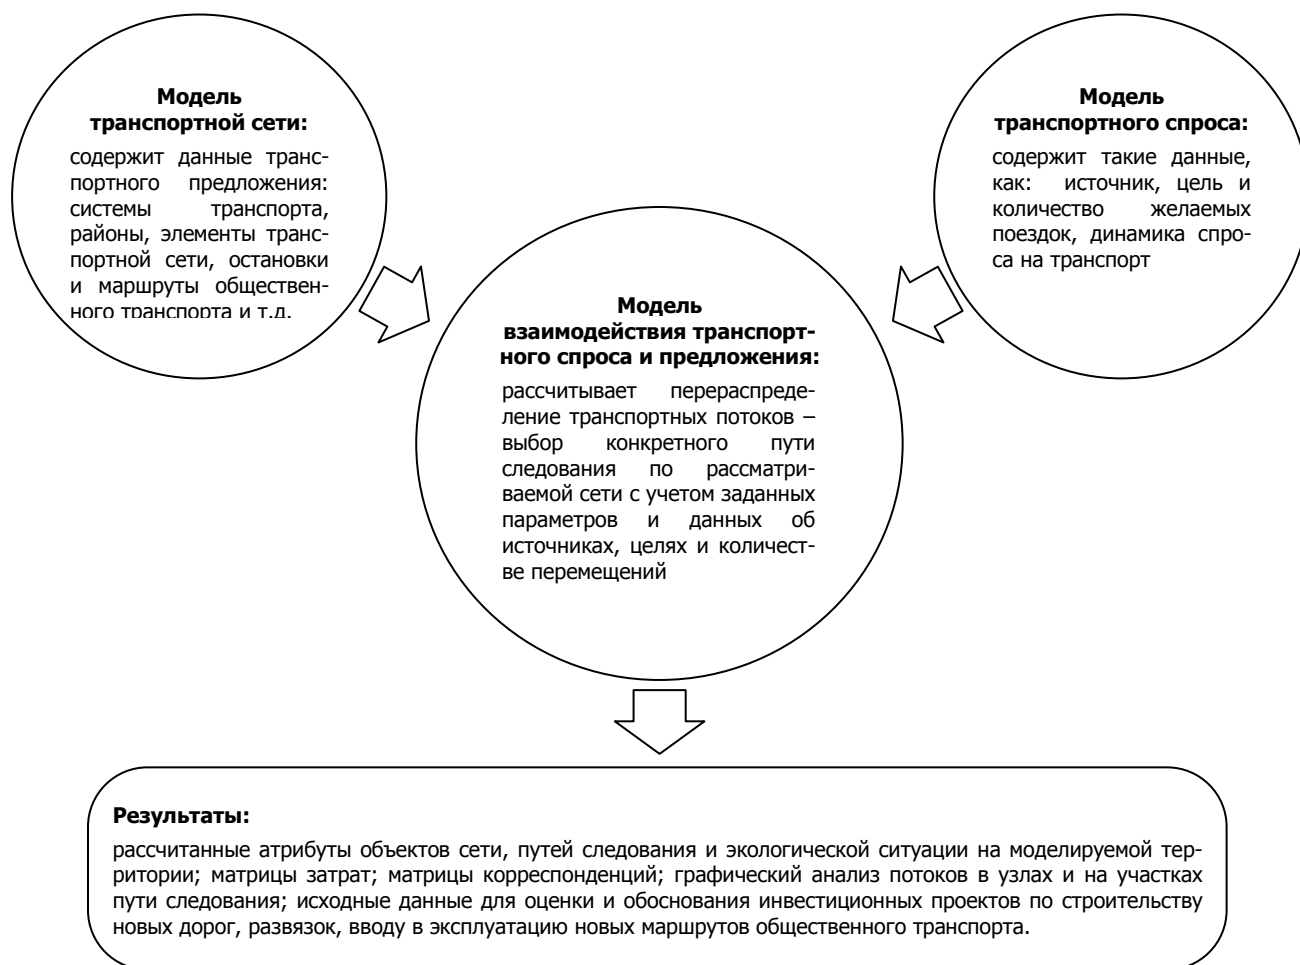 Модель
транспортной сети:
содержит данные транс-
портного предложения:
системы транспорта,
районы, элементы транс-
портной сети, остановки
и маршруты обществен-
ного транспорта и т.д.
Модель
транспортного спроса:
содержит такие данные,
как: источник, цель и
количество желаемых
поездок, динамика спро-
са на транспорт
Модель
взаимодействия транспорт-
ного спроса и предложения:
рассчитывает перераспреде-
ление транспортных потоков –
выбор конкретного пути
следования по рассматри-
ваемой сети с учетом заданных
параметров и данных об
источниках, целях и количест-
ве перемещений
Результаты:
рассчитанные атрибуты объектов сети, путей следования и экологической ситуации на моделируемой тер-
ритории; матрицы затрат; матрицы корреспонденций; графический анализ потоков в узлах и на участках
пути следования; исходные данные для оценки и обоснования инвестиционных проектов по строительству
новых дорог, развязок, вводу в эксплуатацию новых маршрутов общественного транспорта.